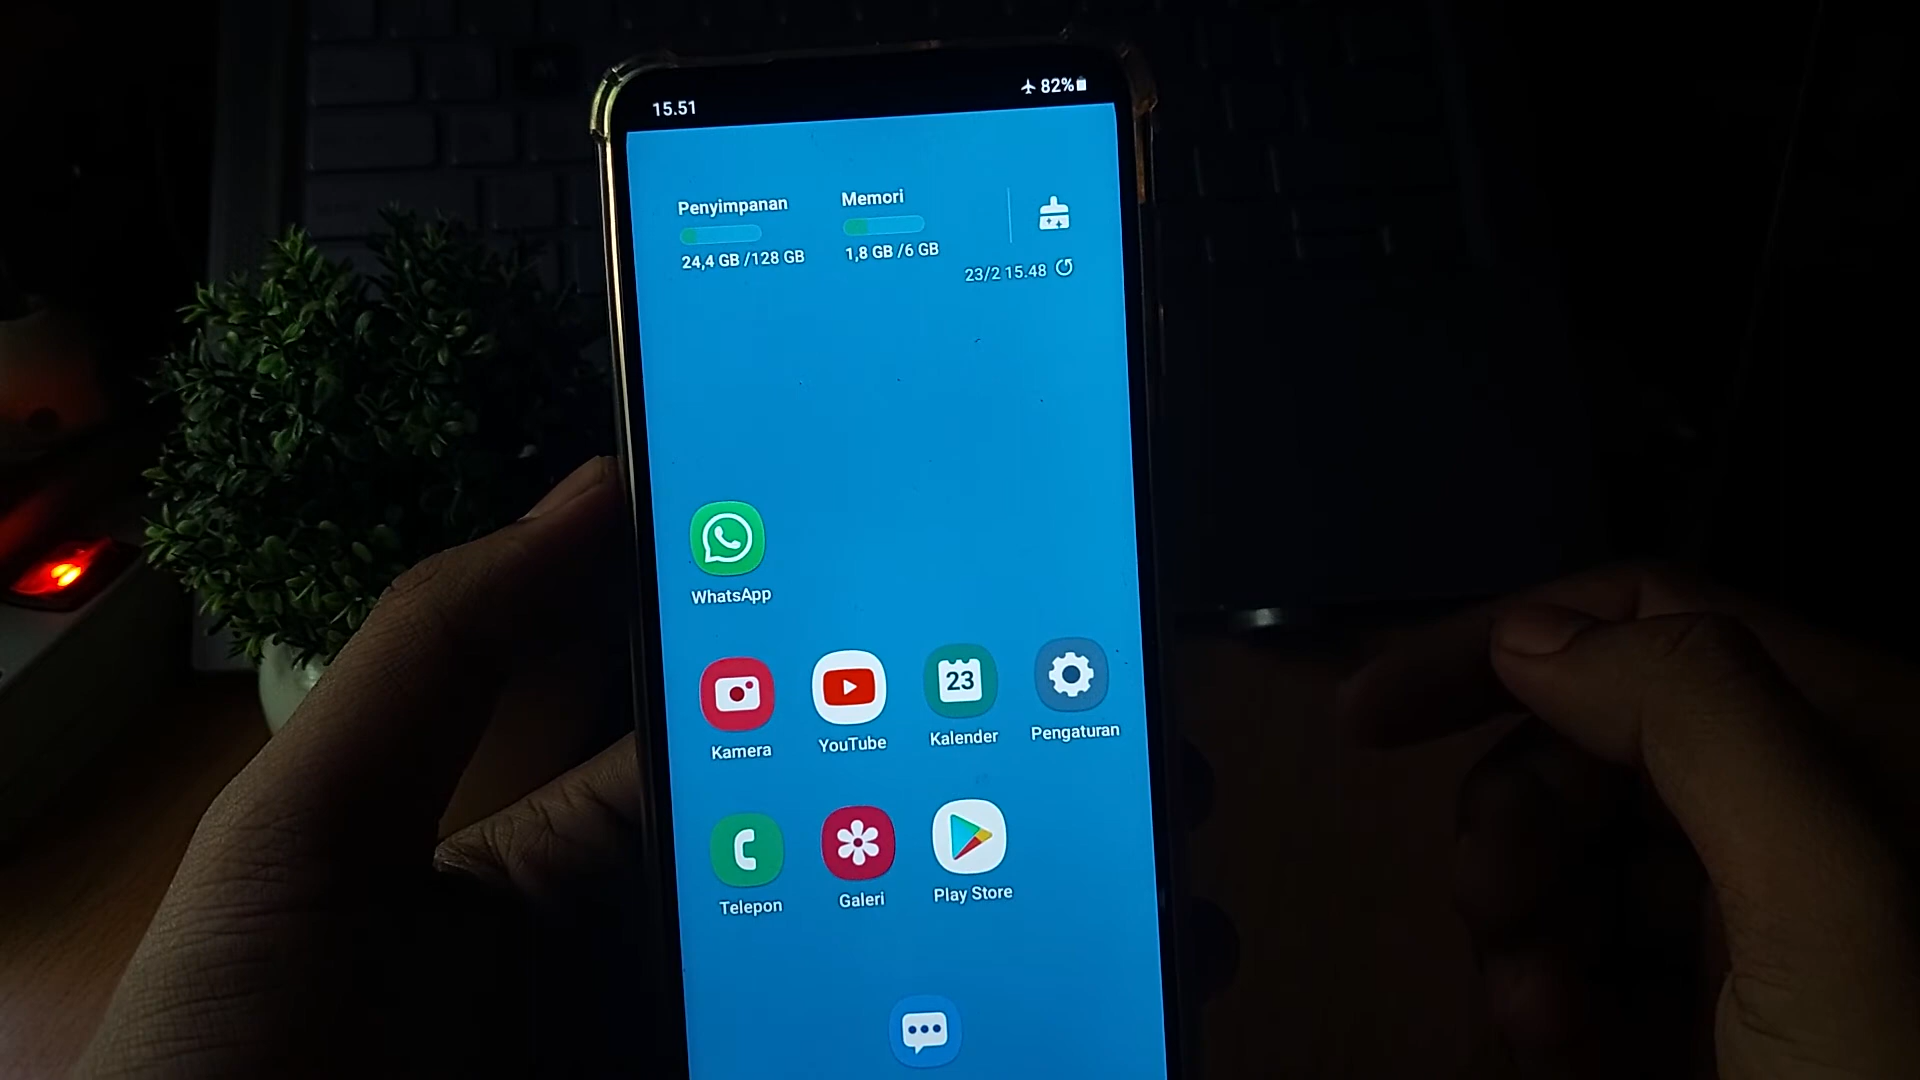 15.51
82%
Penyimpanan
Memori
24,4 GB /128 GB
1,8 GB /6 GB
23/2 15.48
WhatsApp
23
Kamera
YouTube
Kalender
Pengaturan
Telepon
Galeri
Play Store